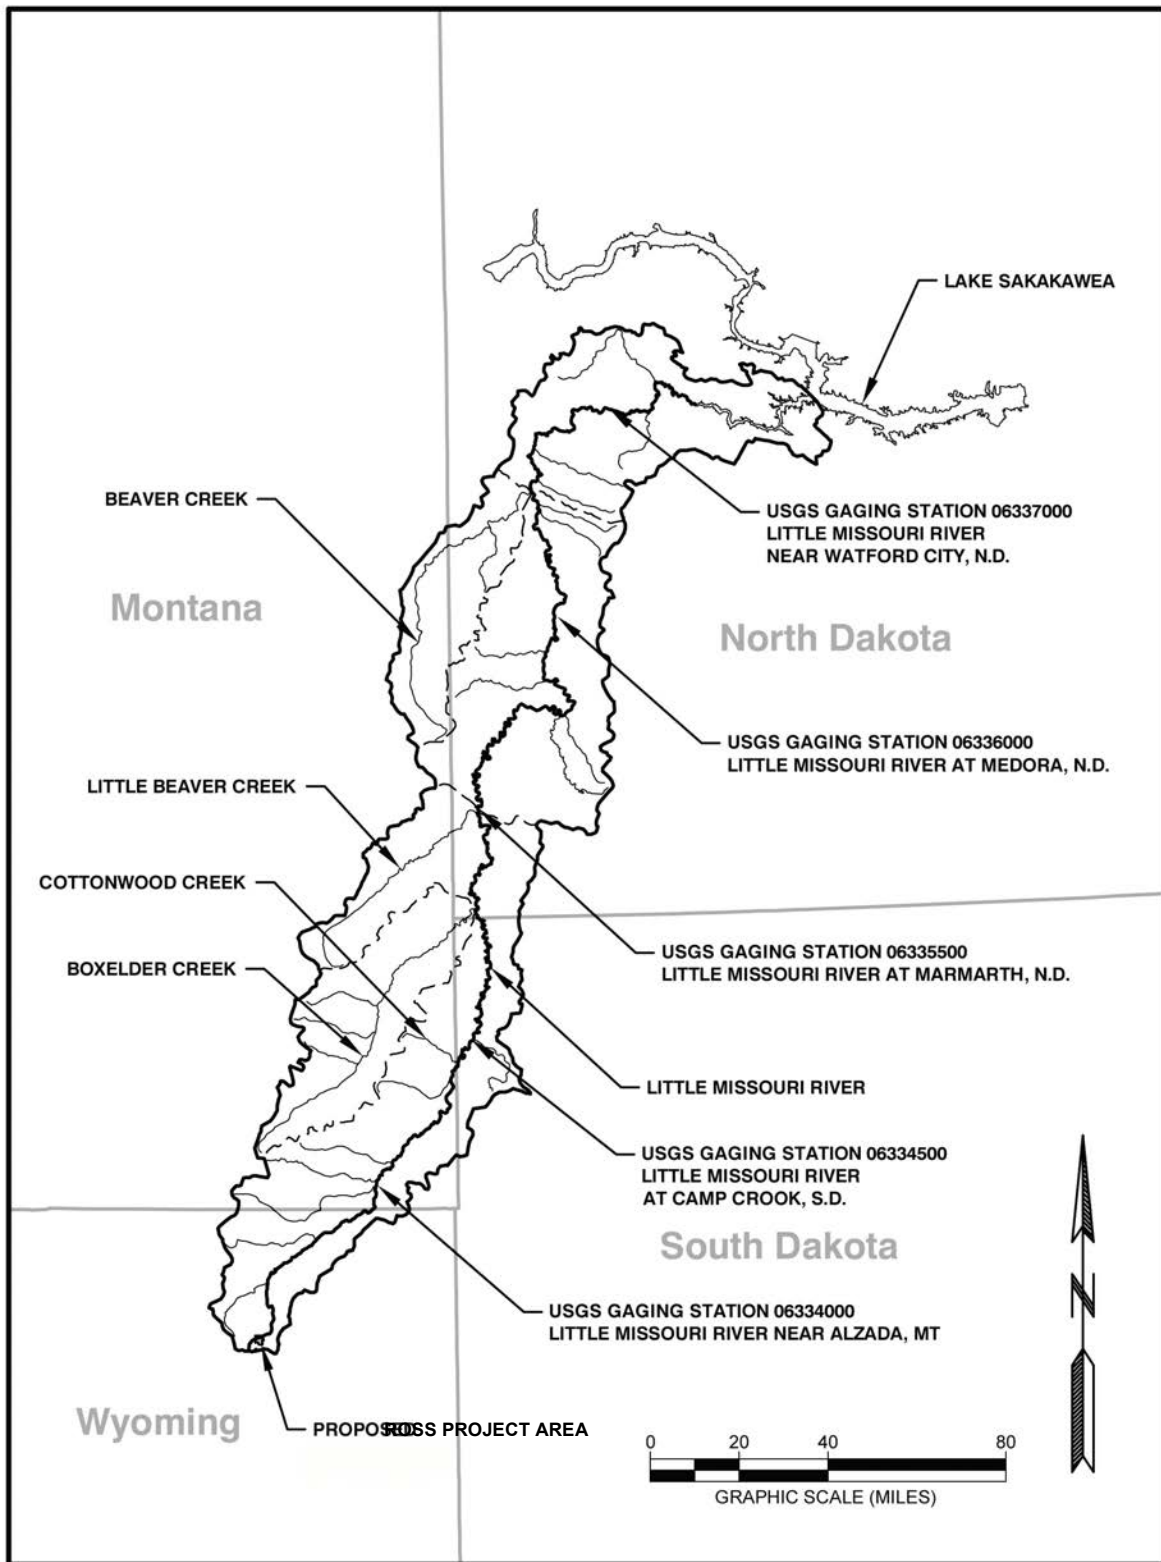 LAKE SAKAKAWEA
BEAVER CREEK
USGS GAGING STATION 06337000
LITTLE MISSOURI RIVER
NEAR WATFORD CITY, N.D.
Montana
North Dakota
USGS GAGING STATION 06336000
LITTLE MISSOURI RIVER AT MEDORA, N.D.
LITTLE BEAVER CREEK
COTTONWOOD CREEK
USGS GAGING STATION 06335500
LITTLE MISSOURI RIVER AT MARMARTH, N.D.
BOXELDER CREEK
LITTLE MISSOURI RIVER
USGS GAGING STATION 06334500
LITTLE MISSOURI RIVER
AT CAMP CROOK, S.D.
South Dakota
USGS GAGING STATION 06334000
LITTLE MISSOURI RIVER NEAR ALZADA, MT
Wyoming
PROPOSED ROSS PROJECT AREA
N
0 20 40 80
GRAPHIC SCALE (MILES)